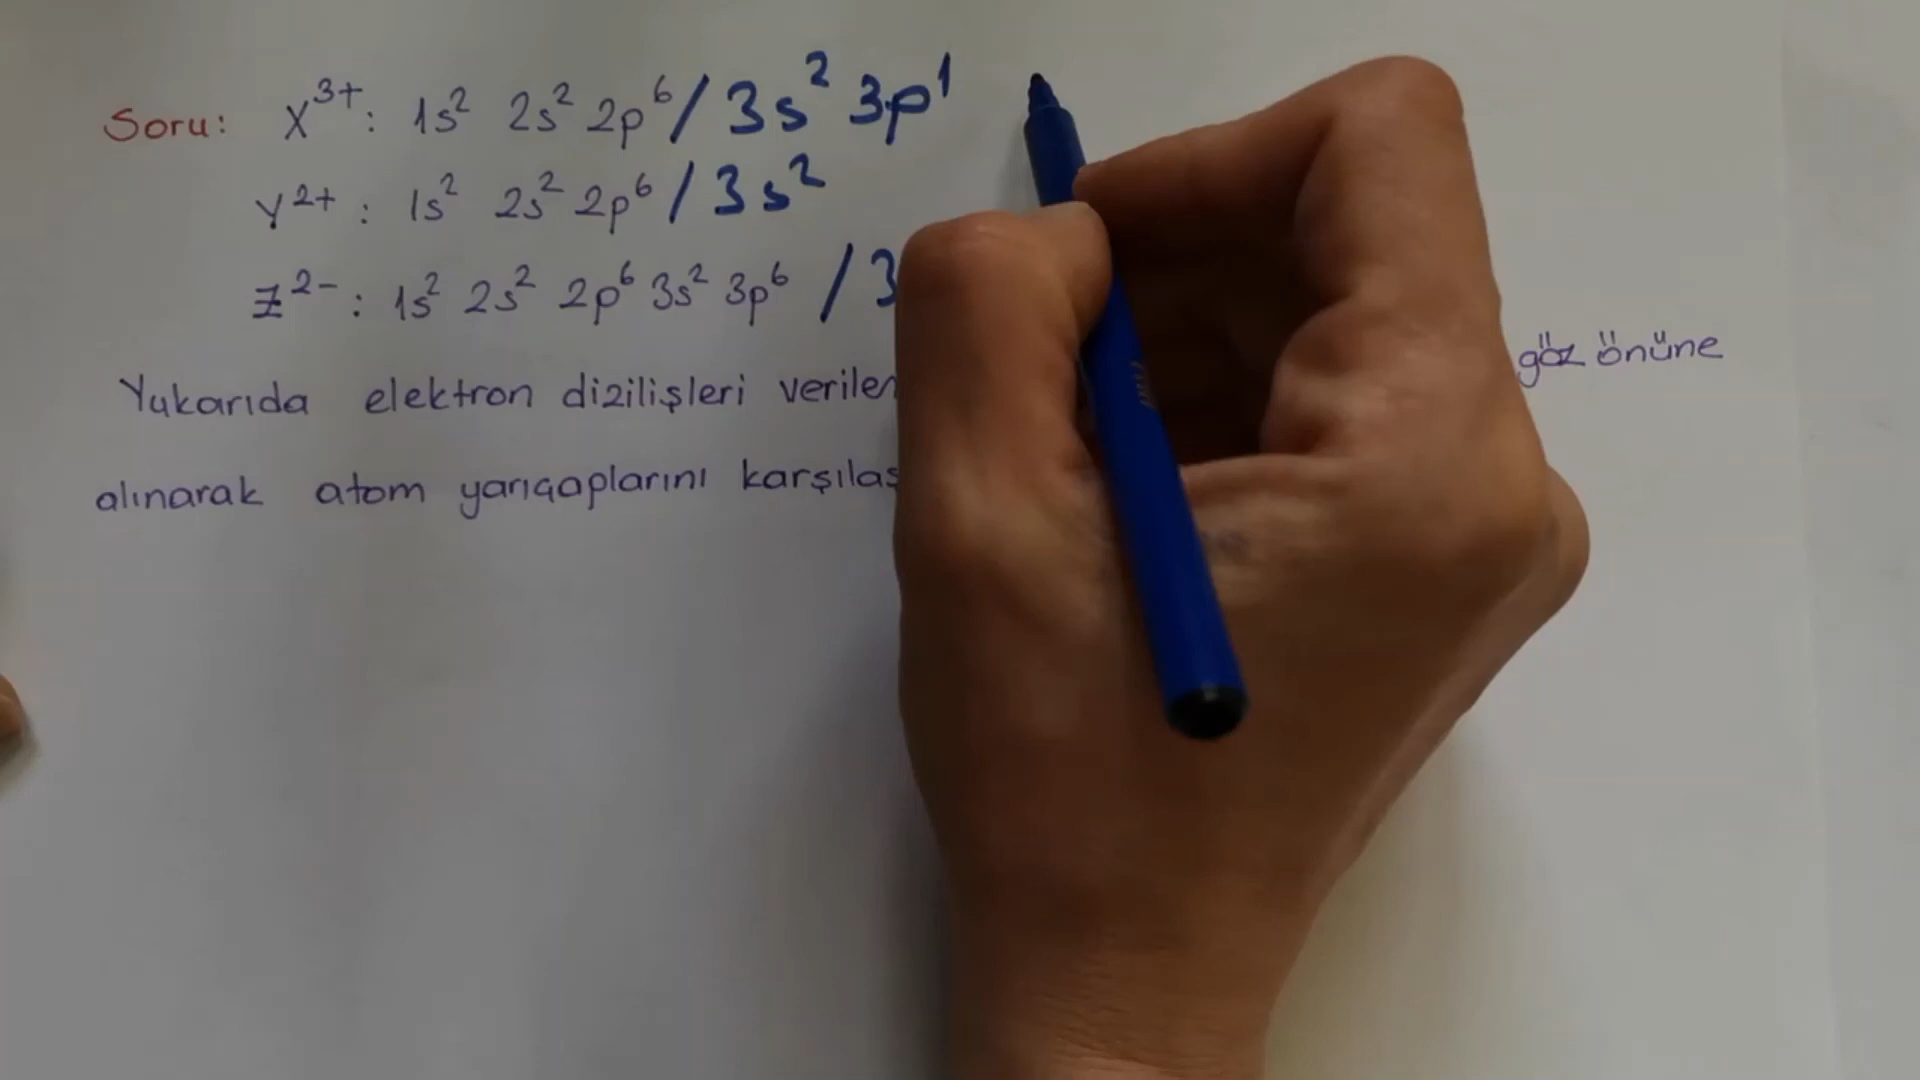 Soru: X³⁺: 1s² 2s² 2p⁶ / 3s² 3p¹
Y²⁺: 1s² 2s² 2p⁶ / 3s²
Z²⁻: 1s² 2s² 2p⁶ 3s² 3p⁶ / 3
Yukarıda elektron dizilişleri verilen göz önüne
alınarak atom yarıçaplarını karşılaş